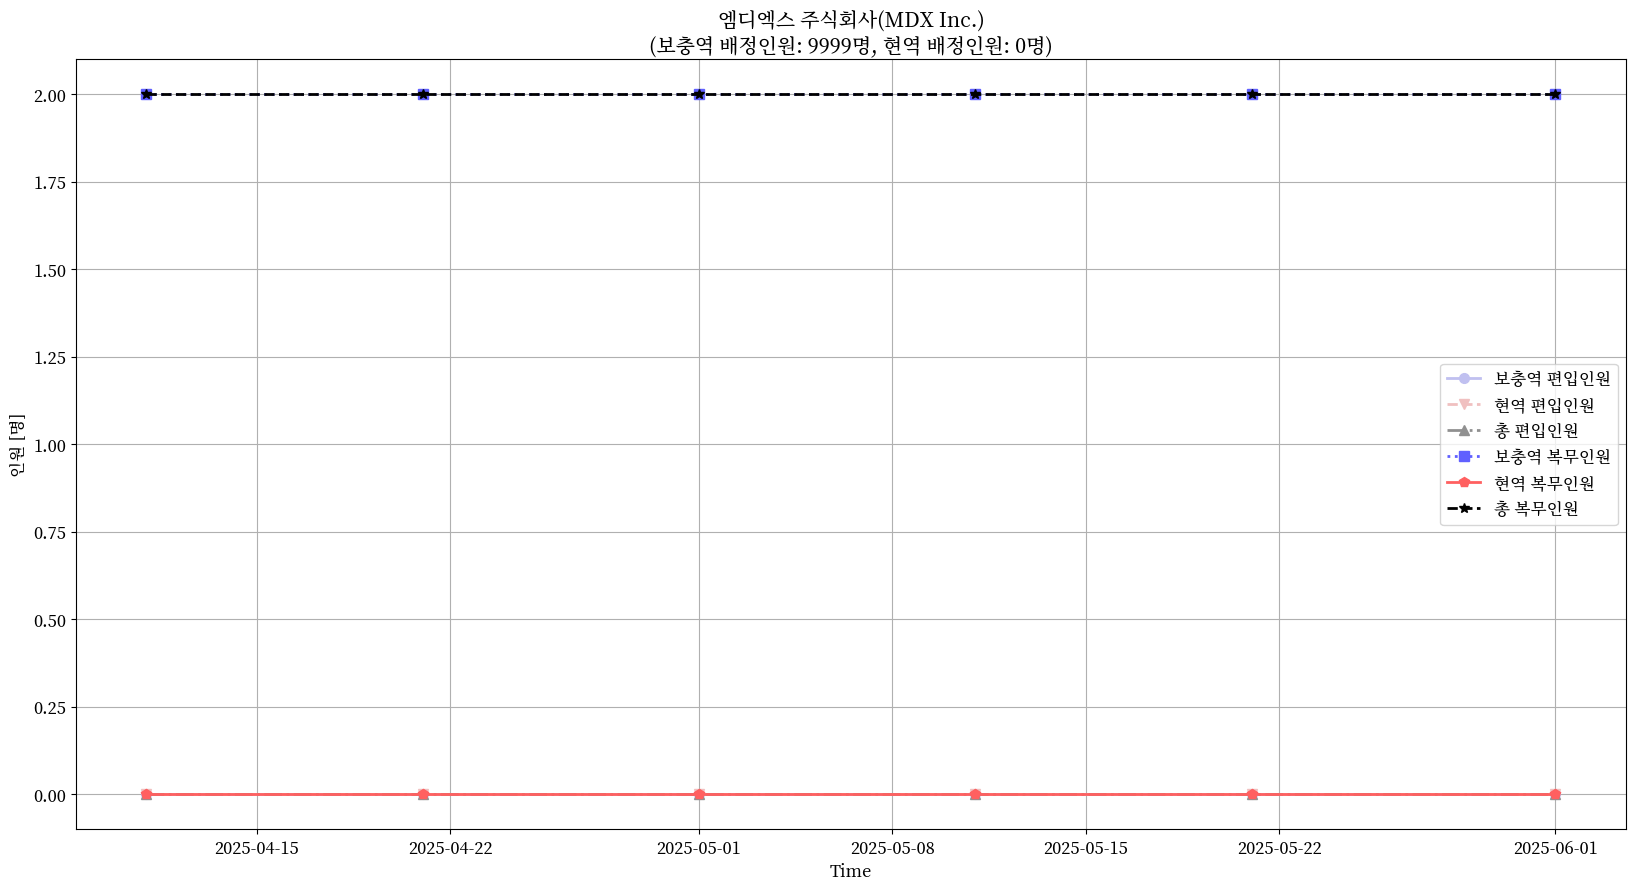 엠디엑스 주식회사(MDX Inc.)
(보충역 배정인원: 9999명, 현역 배정인원: 0명)
인원 [명]
2.00
1.75
1.50
1.25
1.00
0.75
0.50
0.25
0.00
보충역 편입인원
현역 편입인원
총 편입인원
보충역 복무인원
현역 복무인원
총 복무인원
2025-04-15
2025-04-22
2025-05-01
2025-05-08
2025-05-15
2025-05-22
2025-06-01
Time